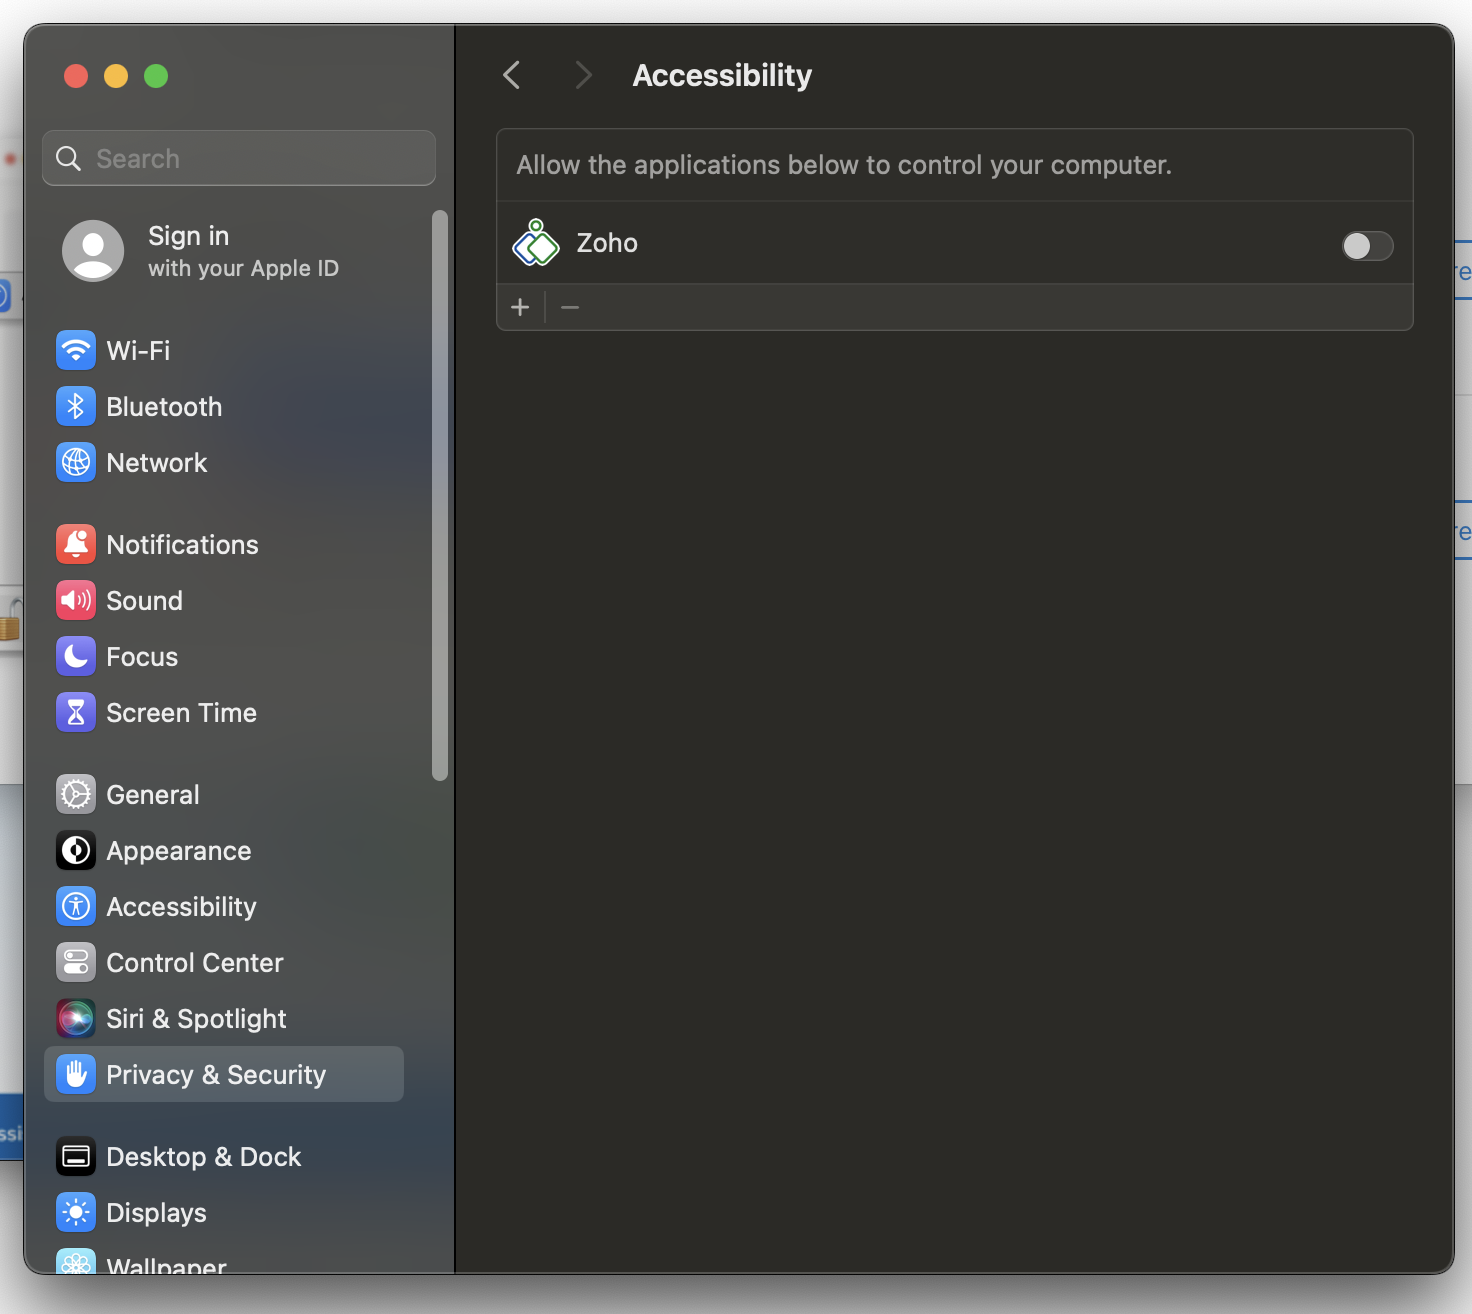 Accessibility
Search
Allow the applications below to control your computer.
Sign in
with your Apple ID
Zoho
Wi-Fi
Bluetooth
Network
Notifications
Sound
Focus
Screen Time
General
Appearance
Accessibility
Control Center
Siri & Spotlight
Privacy & Security
Desktop & Dock
Displays
Wallpaper